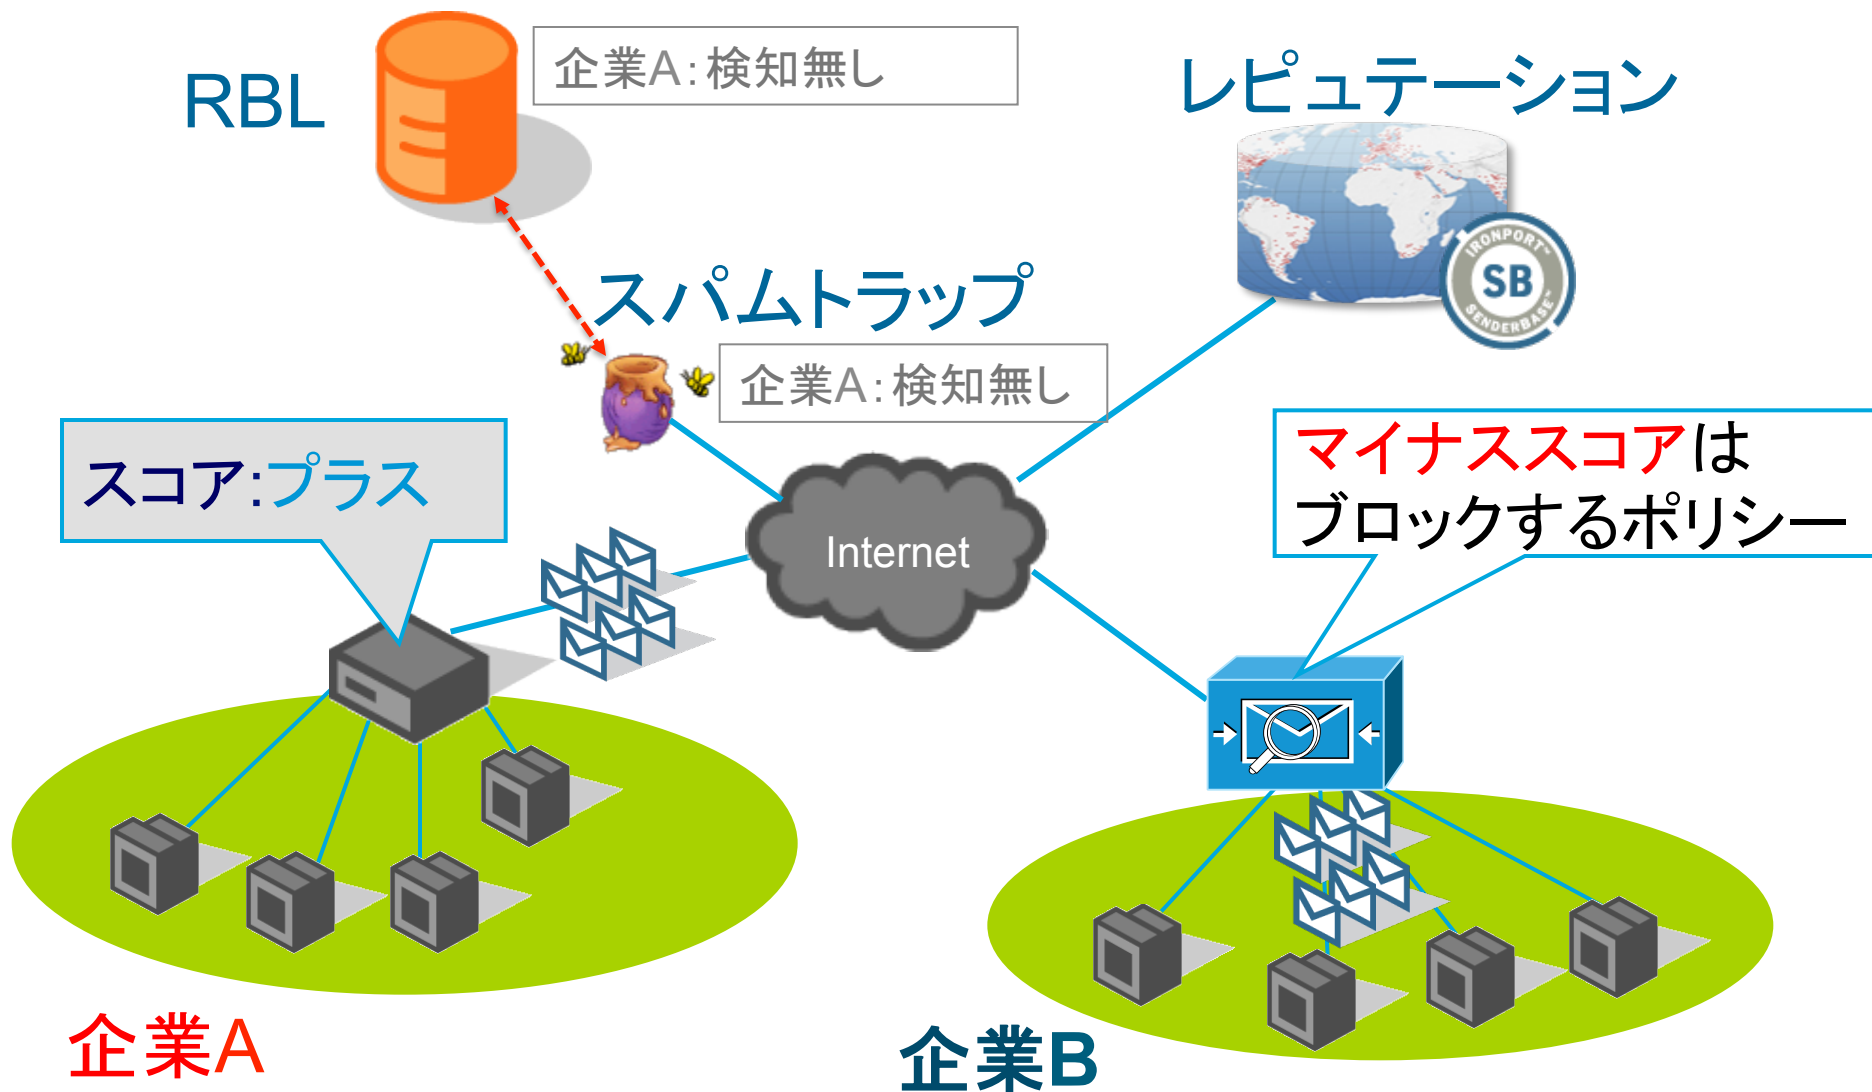 RBL
企業A:検知無し
レピュテーション
IRONPORT™
SB
SENDERBASE™
スパムトラップ
企業A:検知無し
スコア:プラス
マイナススコアは
ブロックするポリシー
Internet
企業A
企業B